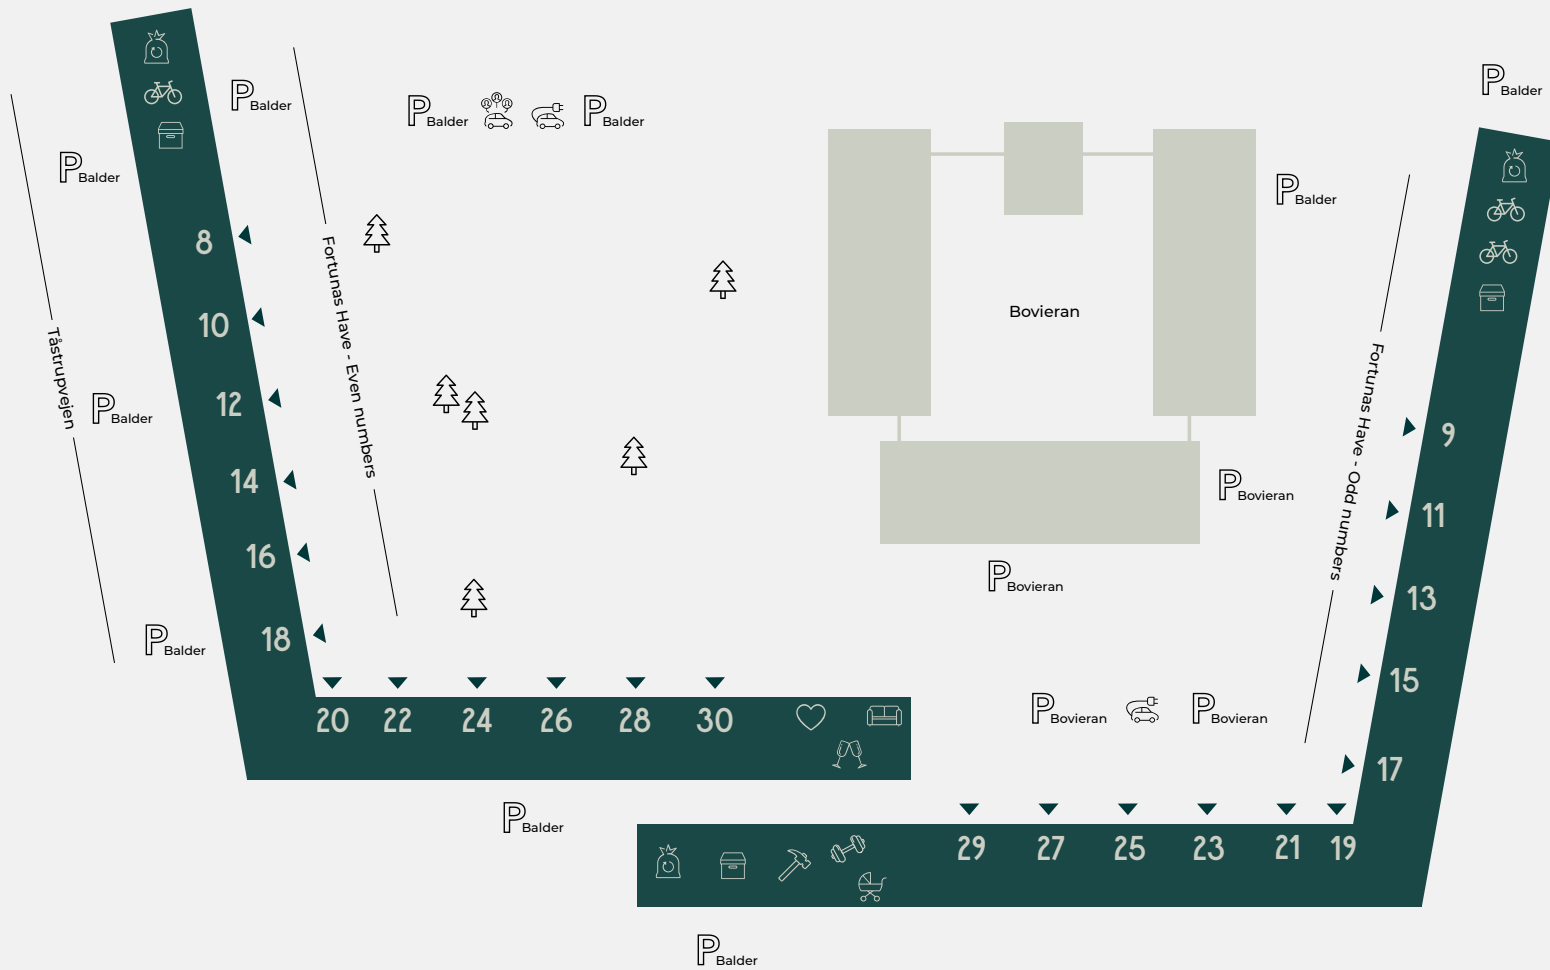 P Balder
P Balder
P Balder
P Balder
P Balder
P Balder
P Balder
Tåstrupvejen
Fortunas Have - Even numbers
8
10
12
14
16
18
20 22 24 26 28 30
P Balder
Bovieran
P Balder
P Balder
P Bovieran
P Bovieran
P Bovieran
P Bovieran
Fortunas Have - Odd numbers
9
11
13
15
17
29 27 25 23 21 19
P Balder